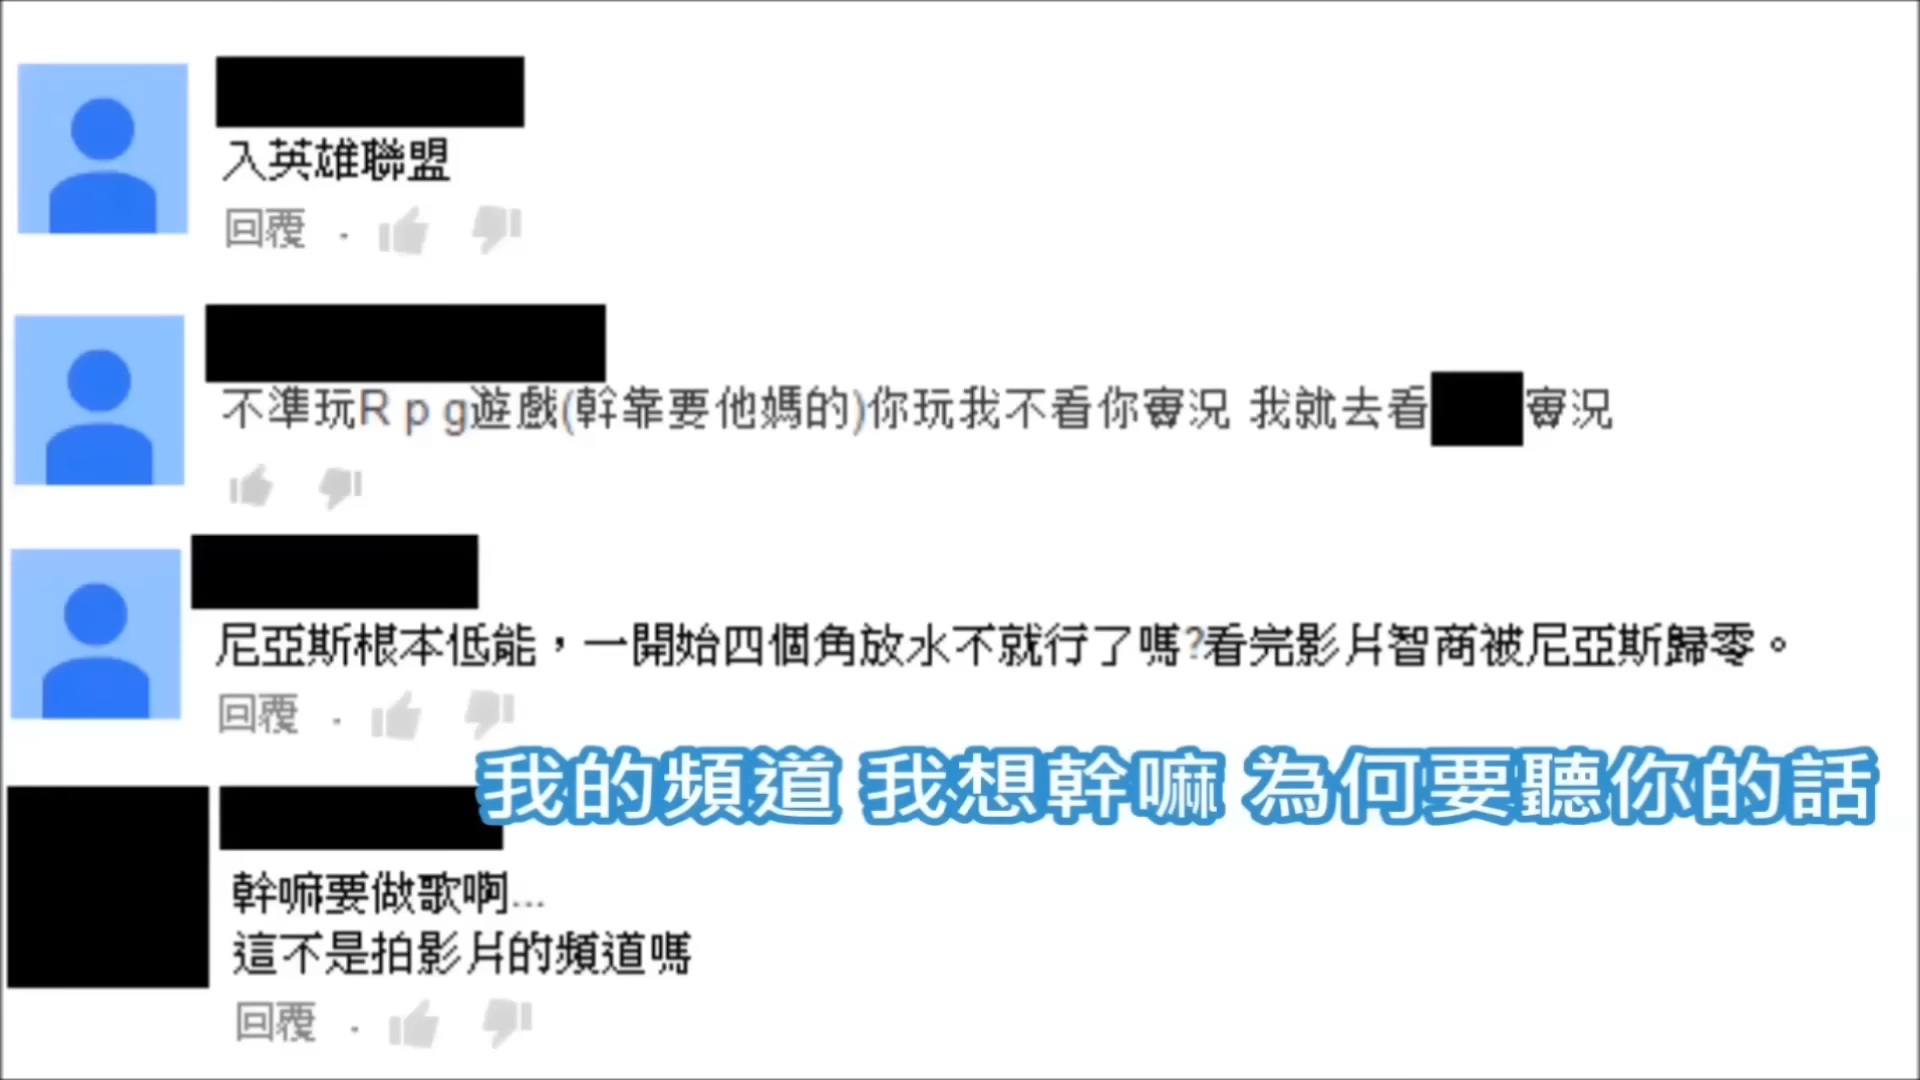 入英雄聯盟
回覆 ·
不準玩R p g遊戲(幹靠要他媽的)你玩我不看你實況 我就去看 實況
尼亞斯根本低能，一開始四個角放水不就行了嗎?看完影片智商被尼亞斯歸零。
回覆 ·
我的頻道 我想幹嘛 為何要聽你的話
幹嘛要做歌啊...
這不是拍影片的頻道嗎
回覆 ·